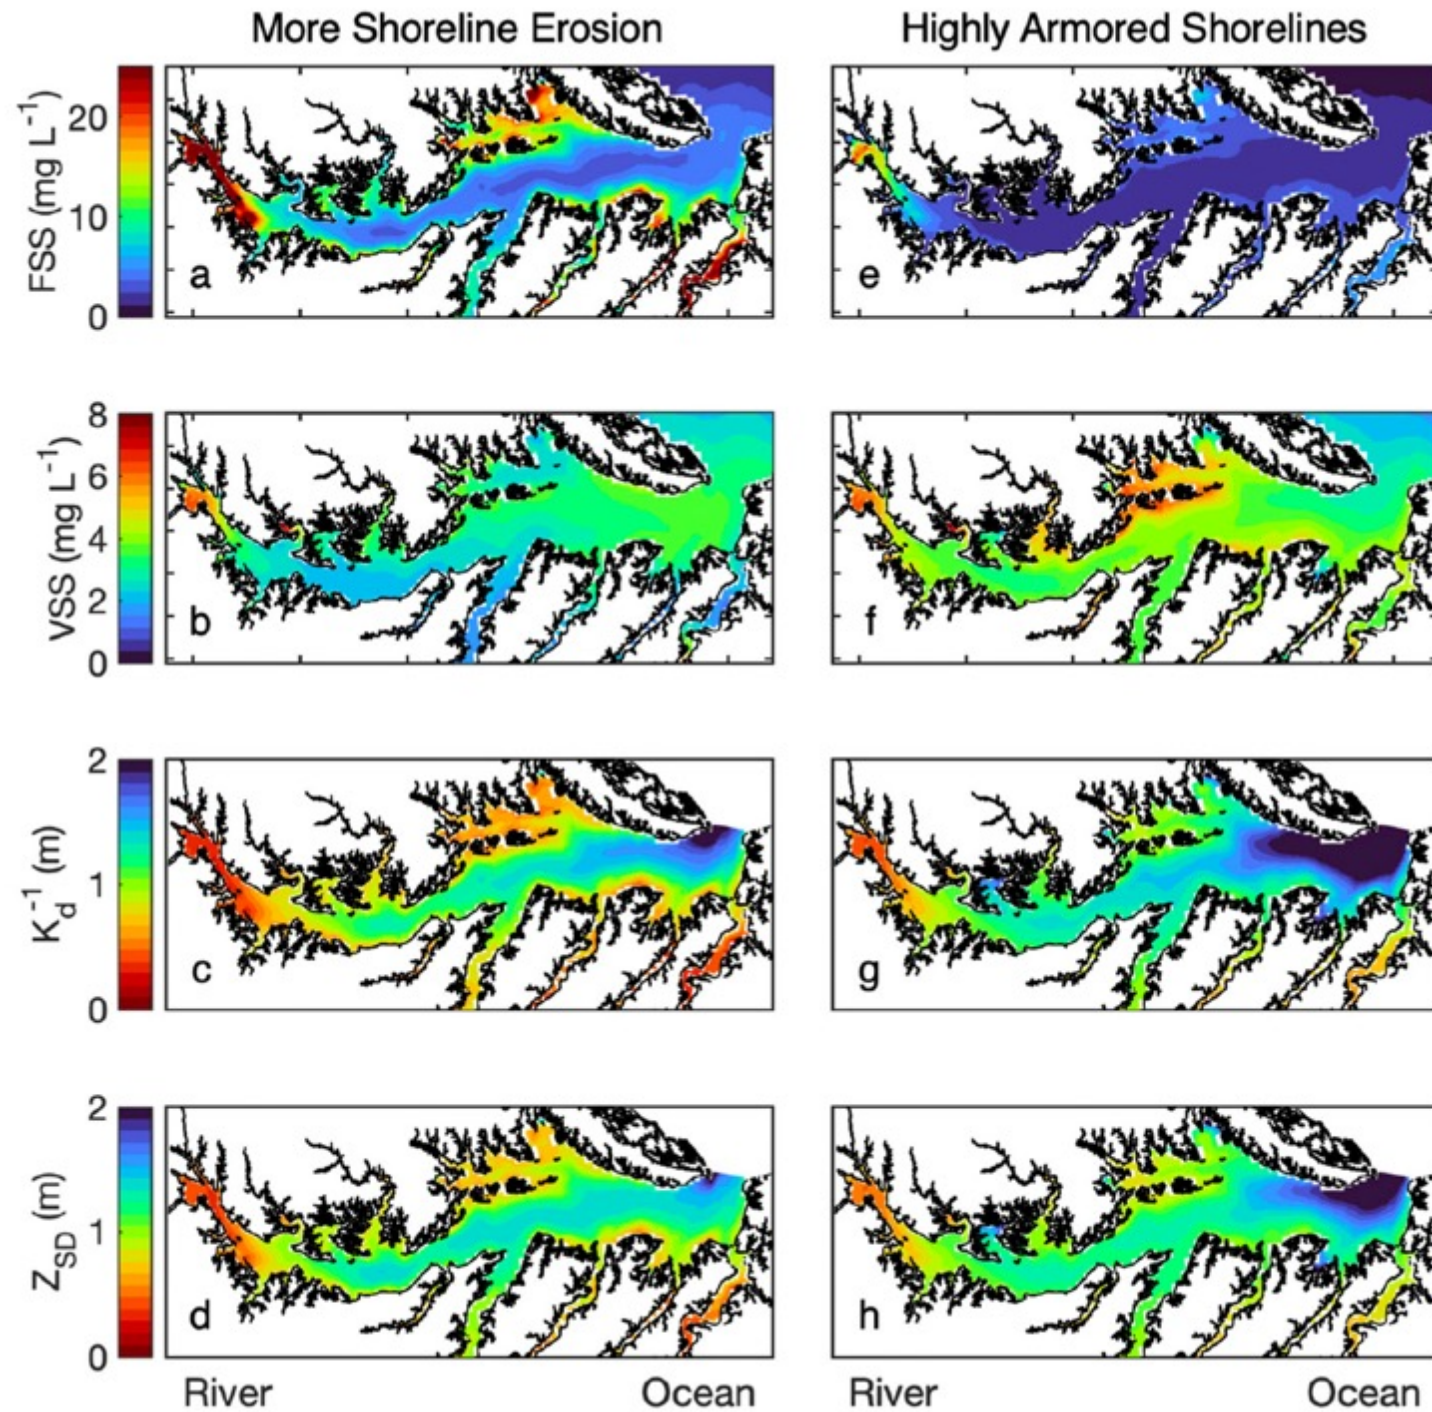 More Shoreline Erosion
Highly Armored Shorelines
FSS (mg L⁻¹)
20
10
0
a
e
VSS (mg L⁻¹)
8
6
4
2
0
b
f
K_d⁻¹ (m)
2
1
0
c
g
Z_SD (m)
2
1
0
d
h
River
Ocean
River
Ocean